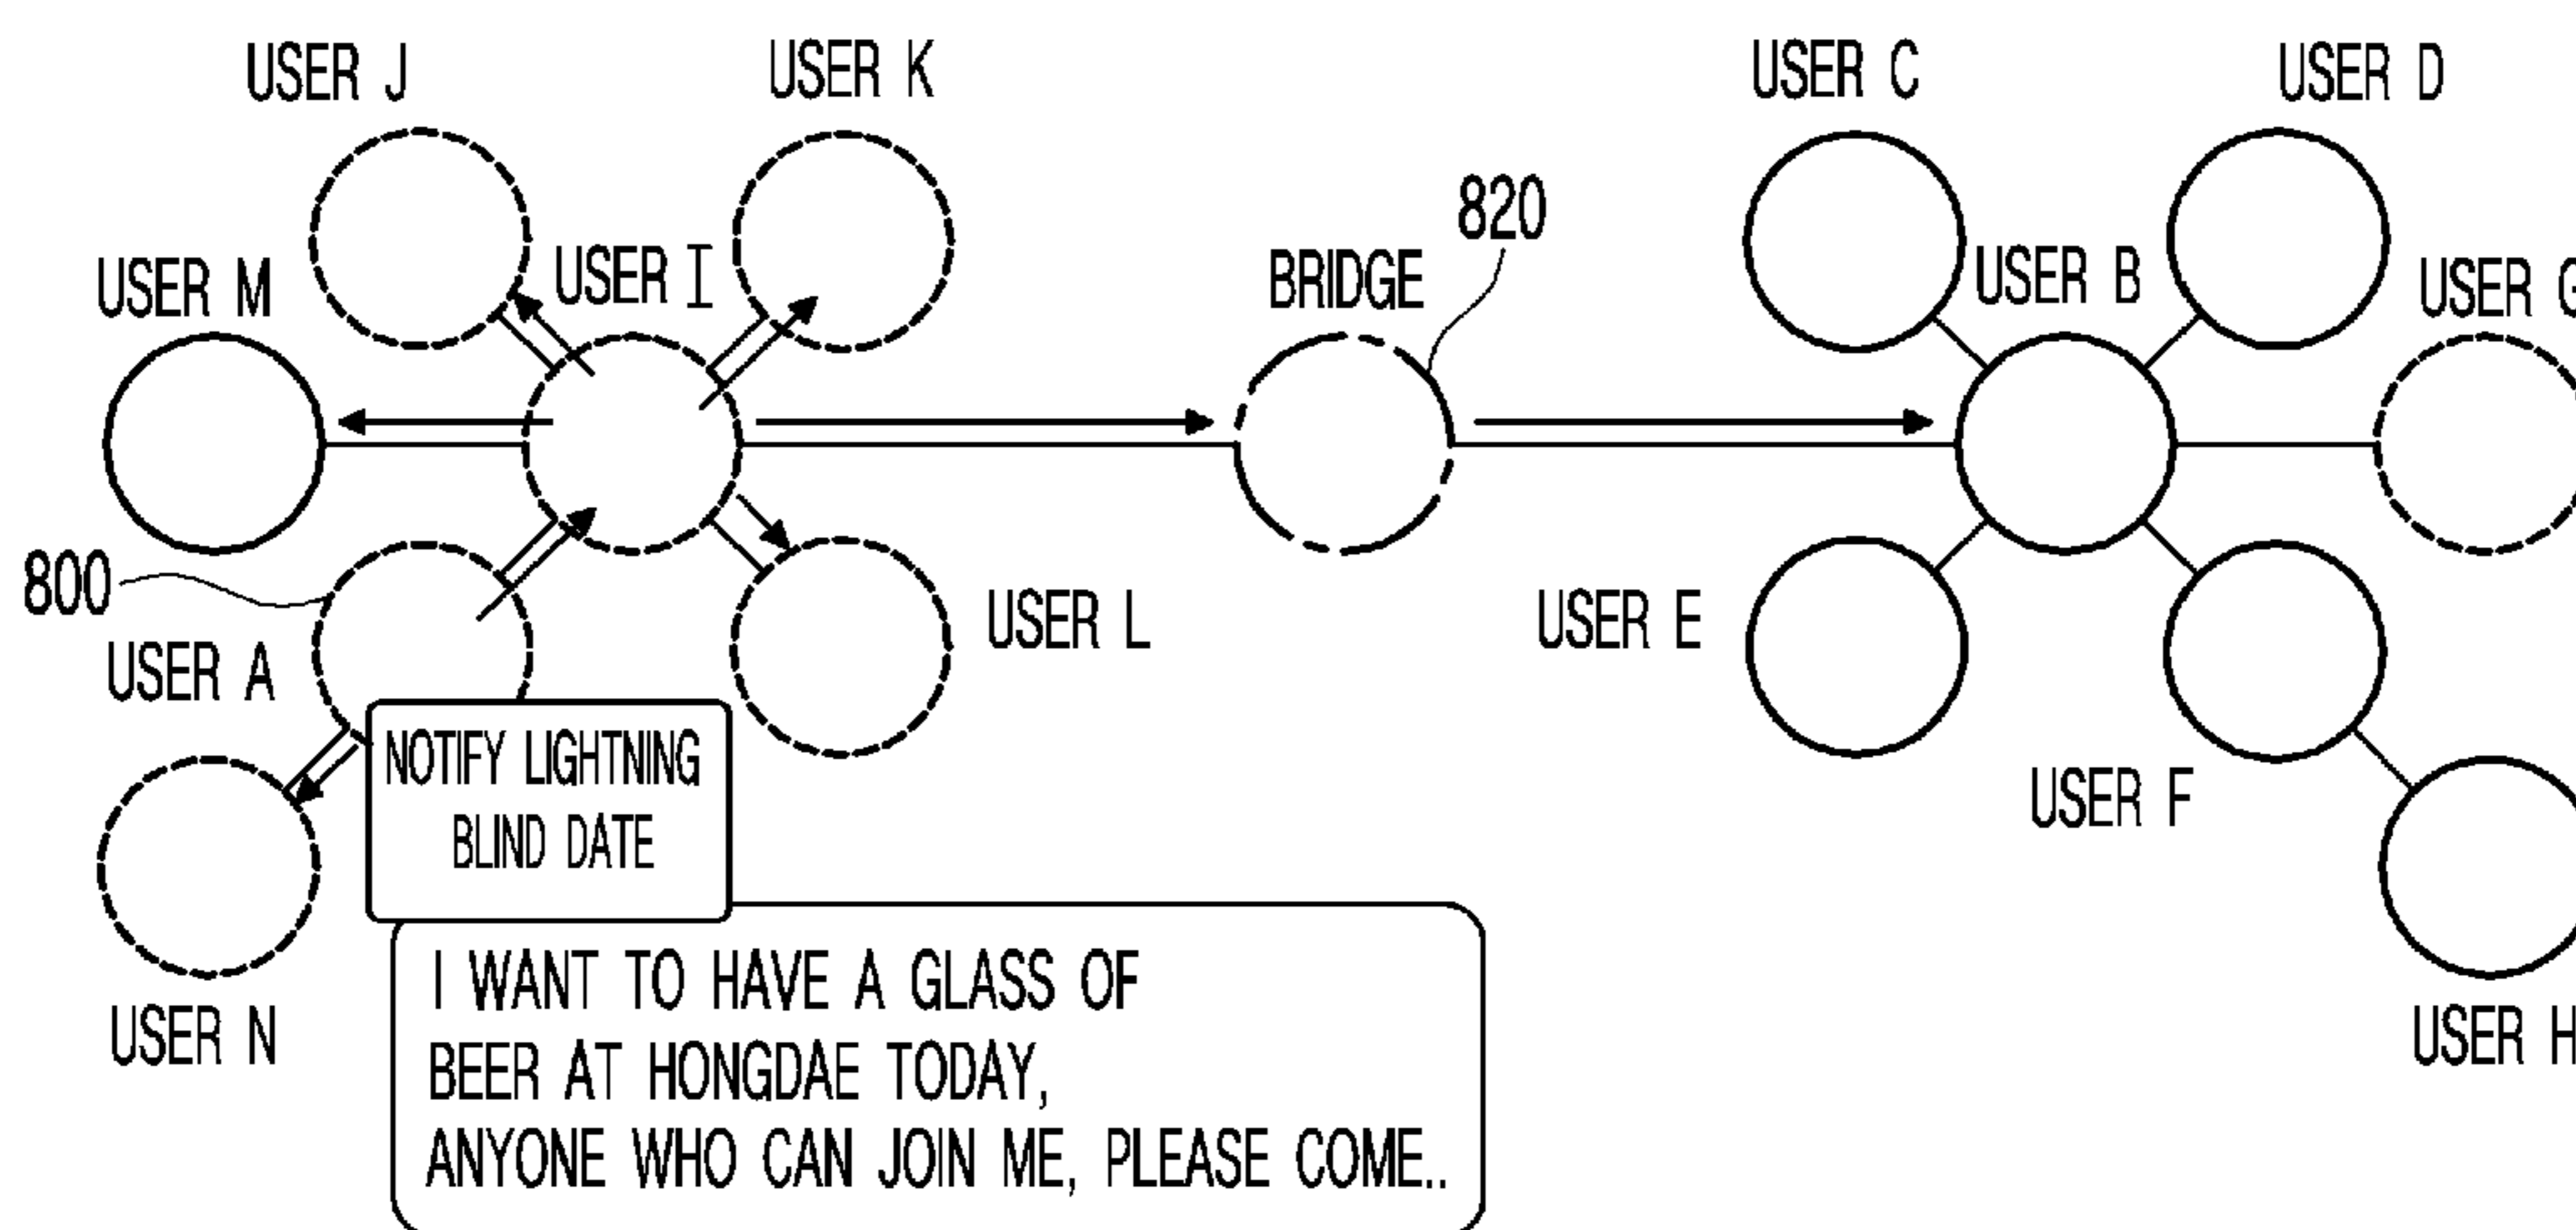 USER J
USER K
USER C
USER D
820
USER M
USER I
BRIDGE
USER B
USER G
800
USER A
USER L
USER E
USER F
NOTIFY LIGHTNING
BLIND DATE
USER N
USER H
I WANT TO HAVE A GLASS OF
BEER AT HONGDAE TODAY,
ANYONE WHO CAN JOIN ME, PLEASE COME..